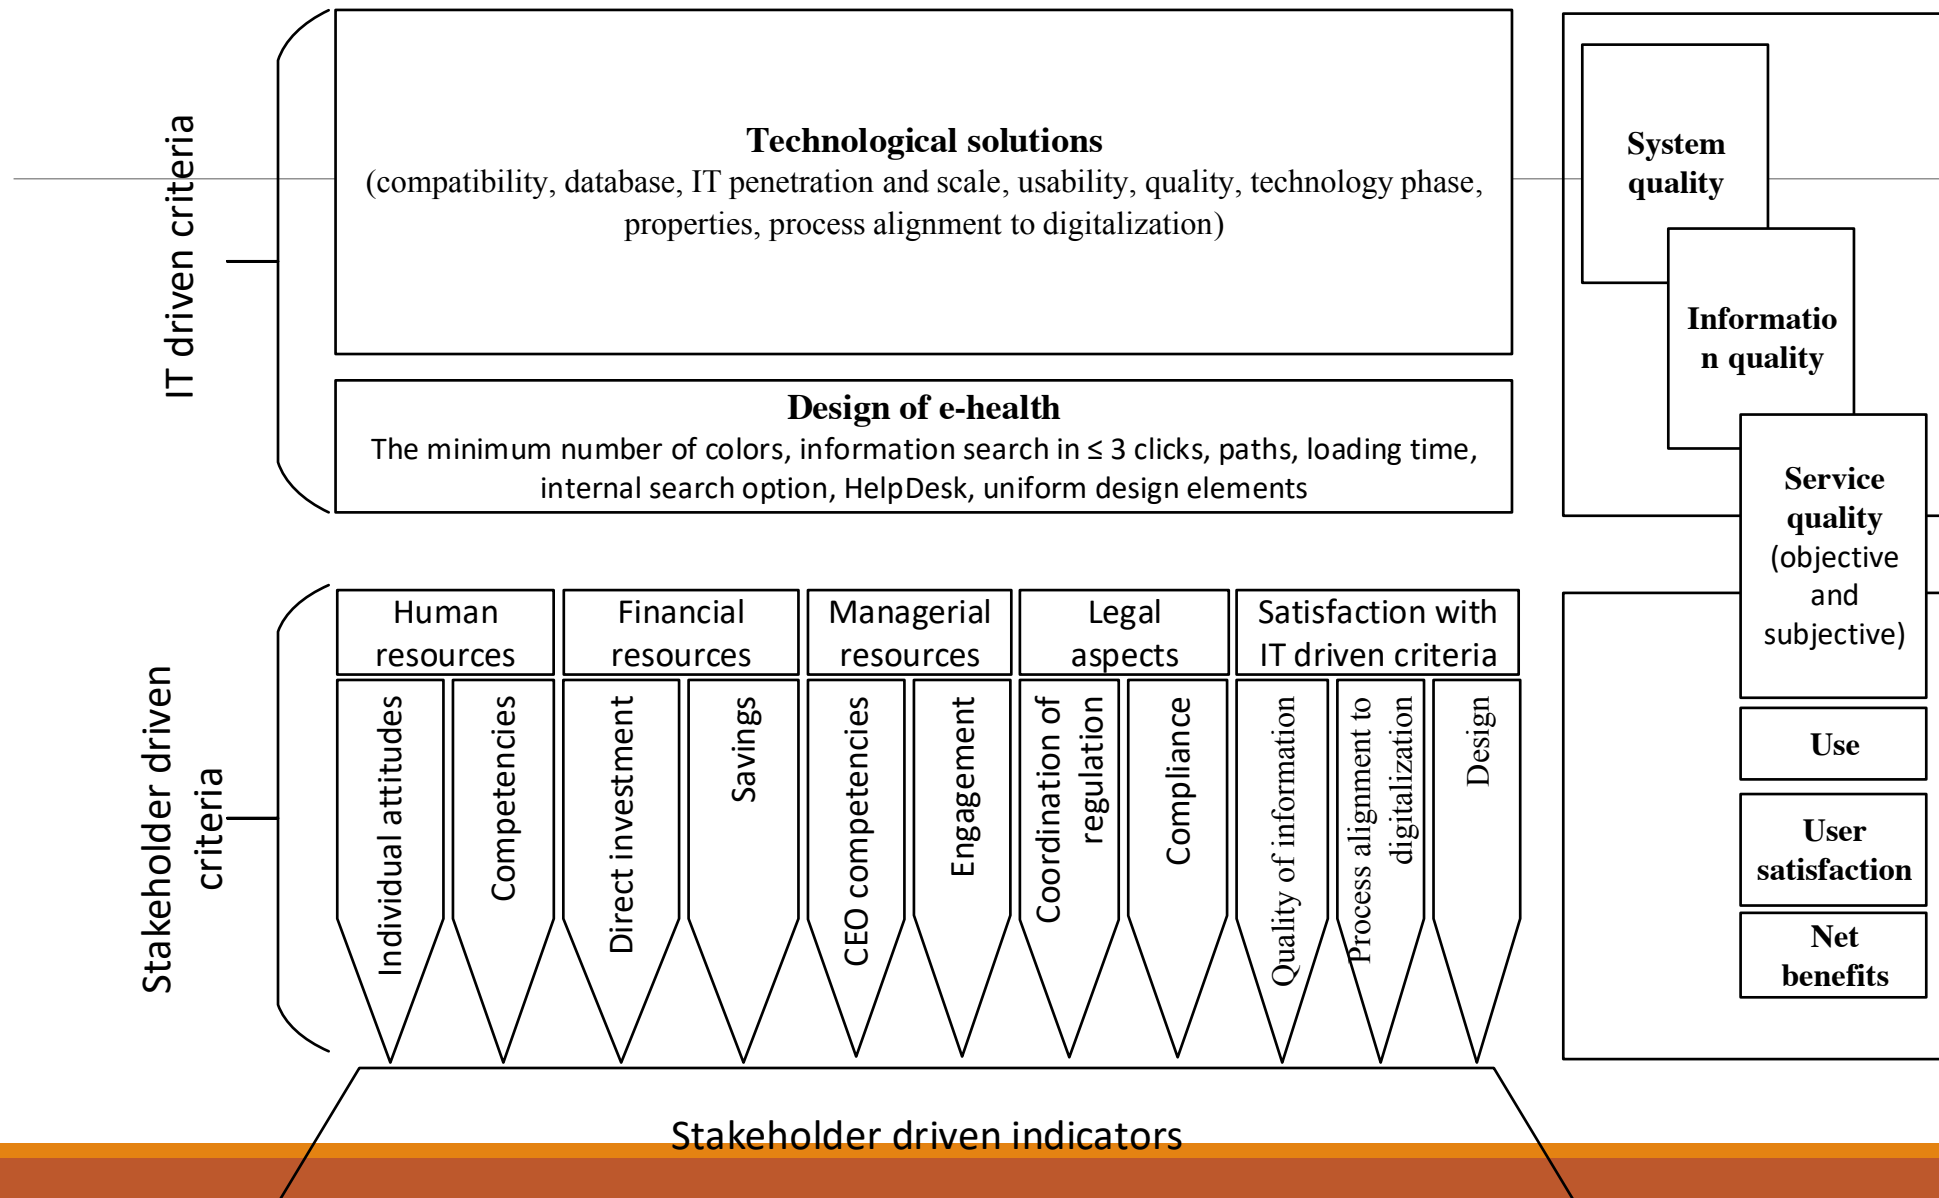 IT driven criteria
Technological solutions
(compatibility, database, IT penetration and scale, usability, quality, technology phase,
properties, process alignment to digitalization)
Design of e-health
The minimum number of colors, information search in ≤ 3 clicks, paths, loading time,
internal search option, HelpDesk, uniform design elements
System
quality
Informatio
n quality
Service
quality
(objective
and
subjective)
Use
User
satisfaction
Net
benefits
Stakeholder driven
criteria
Human
resources
Financial
resources
Managerial
resources
Legal
aspects
Satisfaction with
IT driven criteria
Individual attitudes
Competencies
Direct investment
Savings
CEO competencies
Engagement
Coordination of
regulation
Compliance
Quality of information
Process alignment to
digitalization
Design
Stakeholder driven indicators